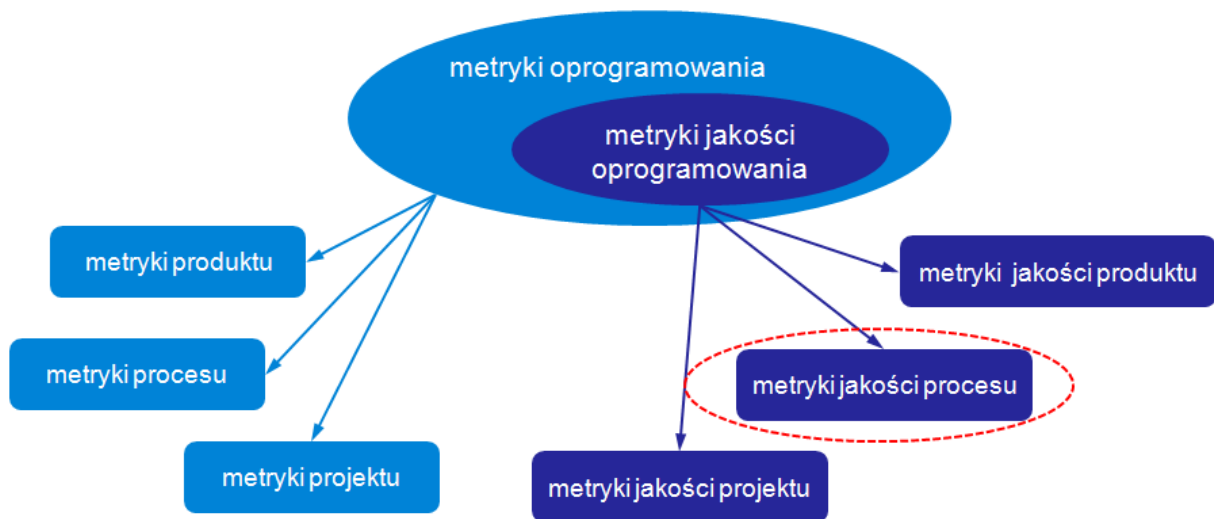 metryki oprogramowania
metryki jakości
oprogramowania
metryki produktu
metryki jakości produktu
metryki procesu
metryki jakości procesu
metryki projektu
metryki jakości projektu